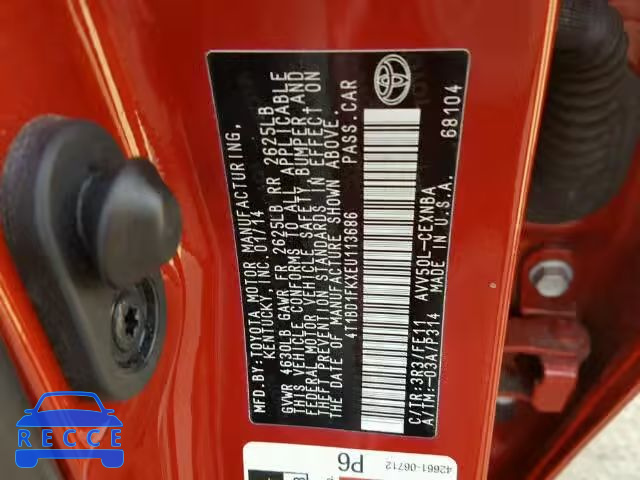 MFD.BY:TOYOTA MOTOR MANUFACTURING,
KENTUCKY, INC. 01/14
GVWR 4630LB GAWR FR 2625LB RR 2625LB
THIS VEHICLE CONFORMS TO ALL APPLICABLE
FEDERAL MOTOR VEHICLE SAFETY BUMPER, AND
THEFT PREVENTION STANDARDS IN EFFECT ON
THE DATE OF MANUFACTURE SHOWN ABOVE.
4T1BD1FKXEU113686 PASS.CAR
C/TR:3R3/FE11 AVV50L-CEXNBA
A/TM:-03A/P314 MADE IN U.S.A. 68104
P6
42661-06712
RECCE